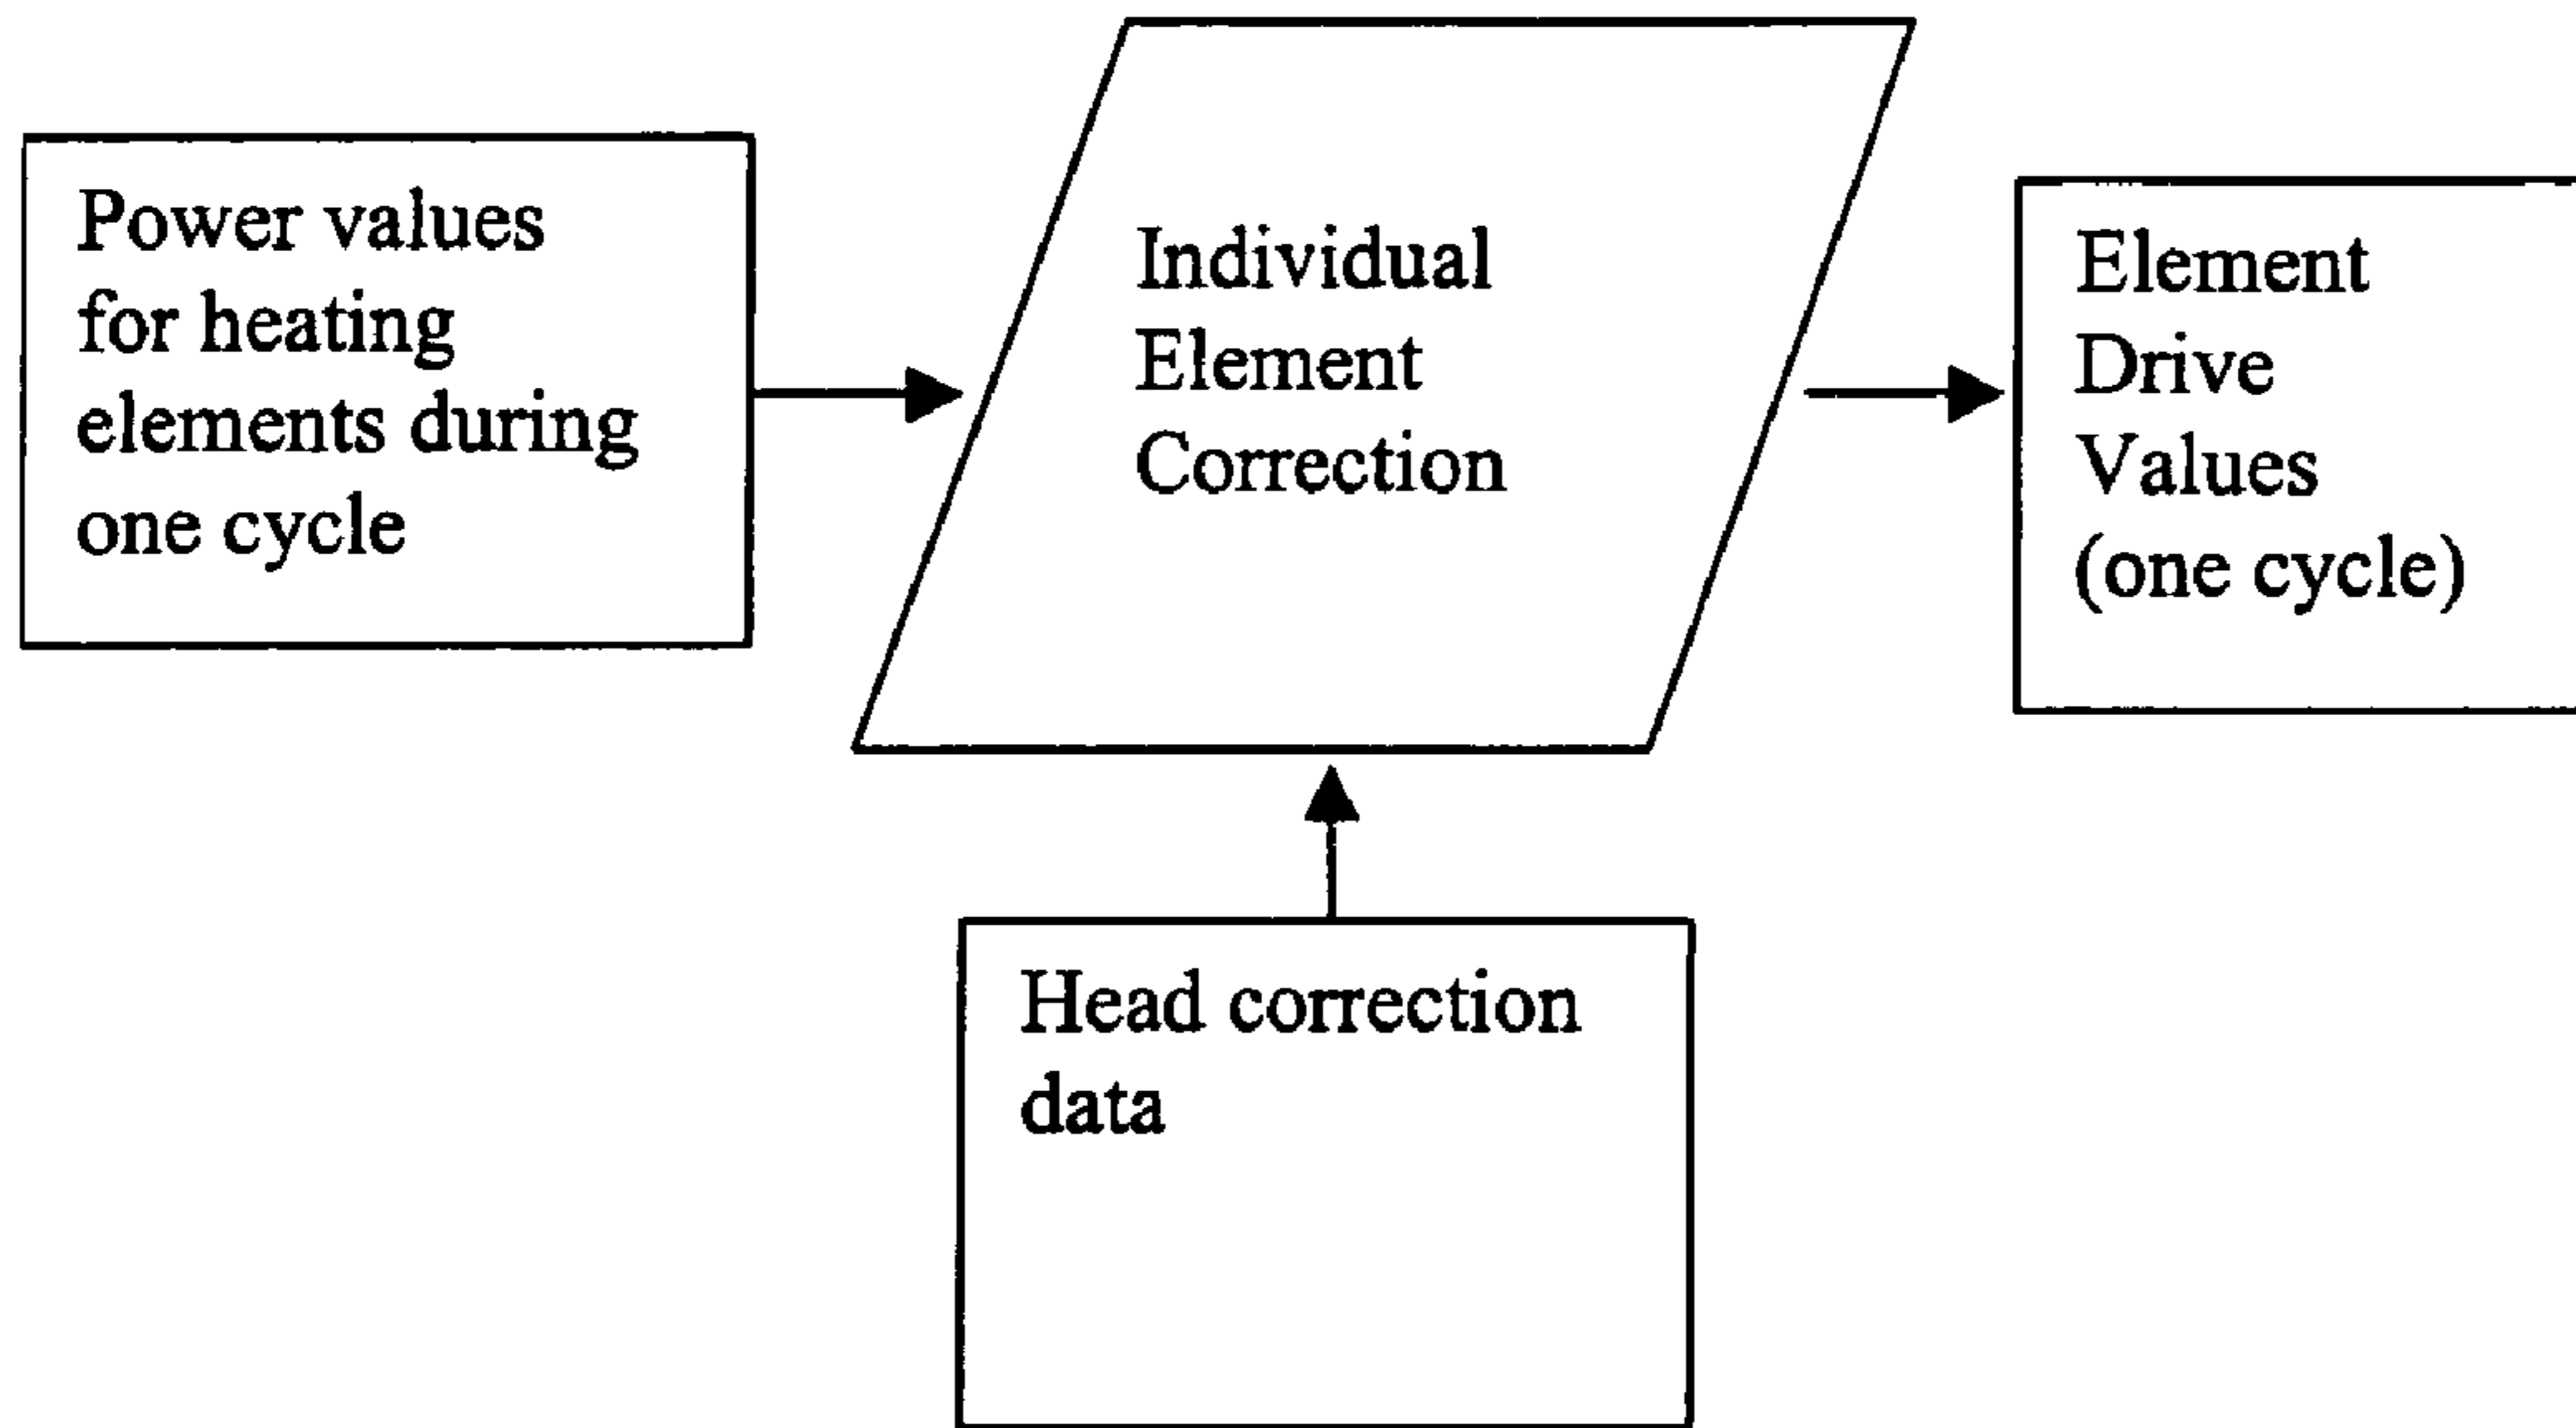 Power values
for heating
elements during
one cycle
Individual
Element
Correction
Element
Drive
Values
(one cycle)
Head correction
data